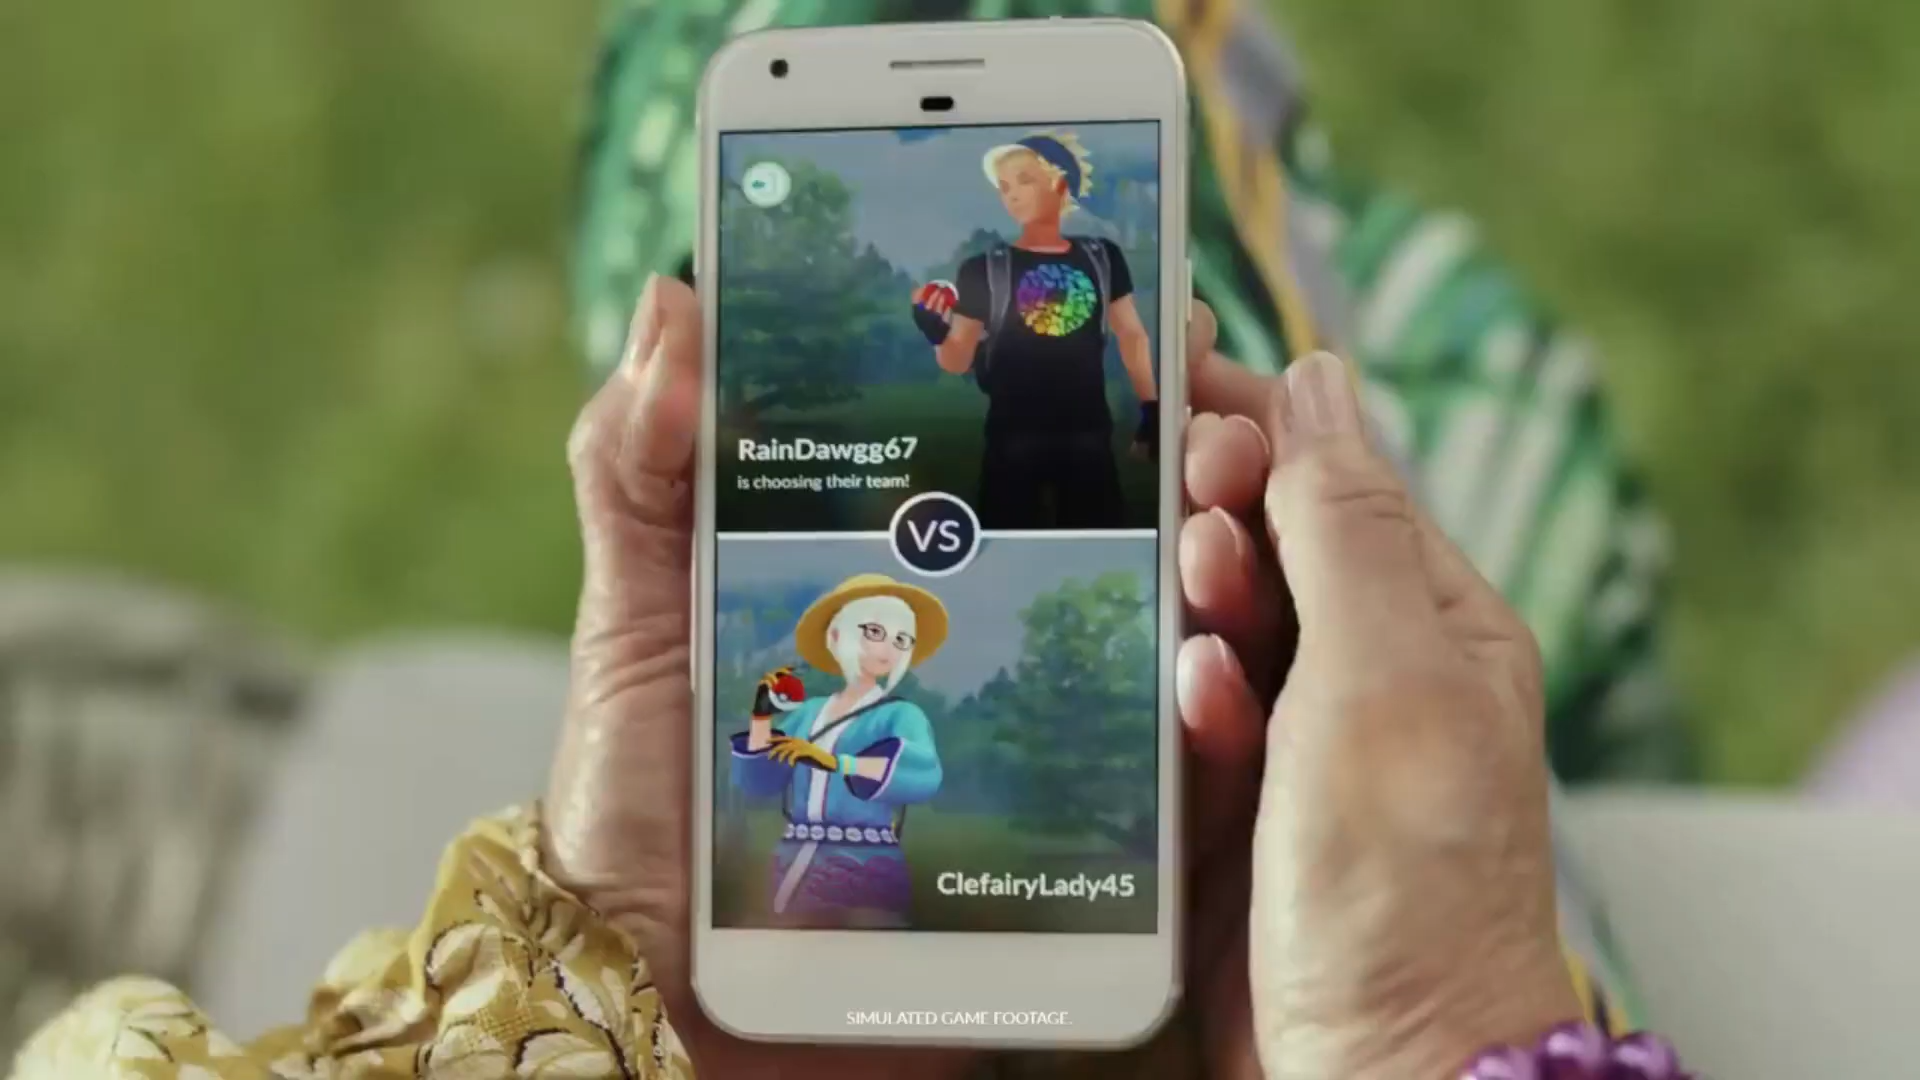 RainDawgg67
is choosing their team!
VS
ClefairyLady45
SIMULATED GAME FOOTAGE.